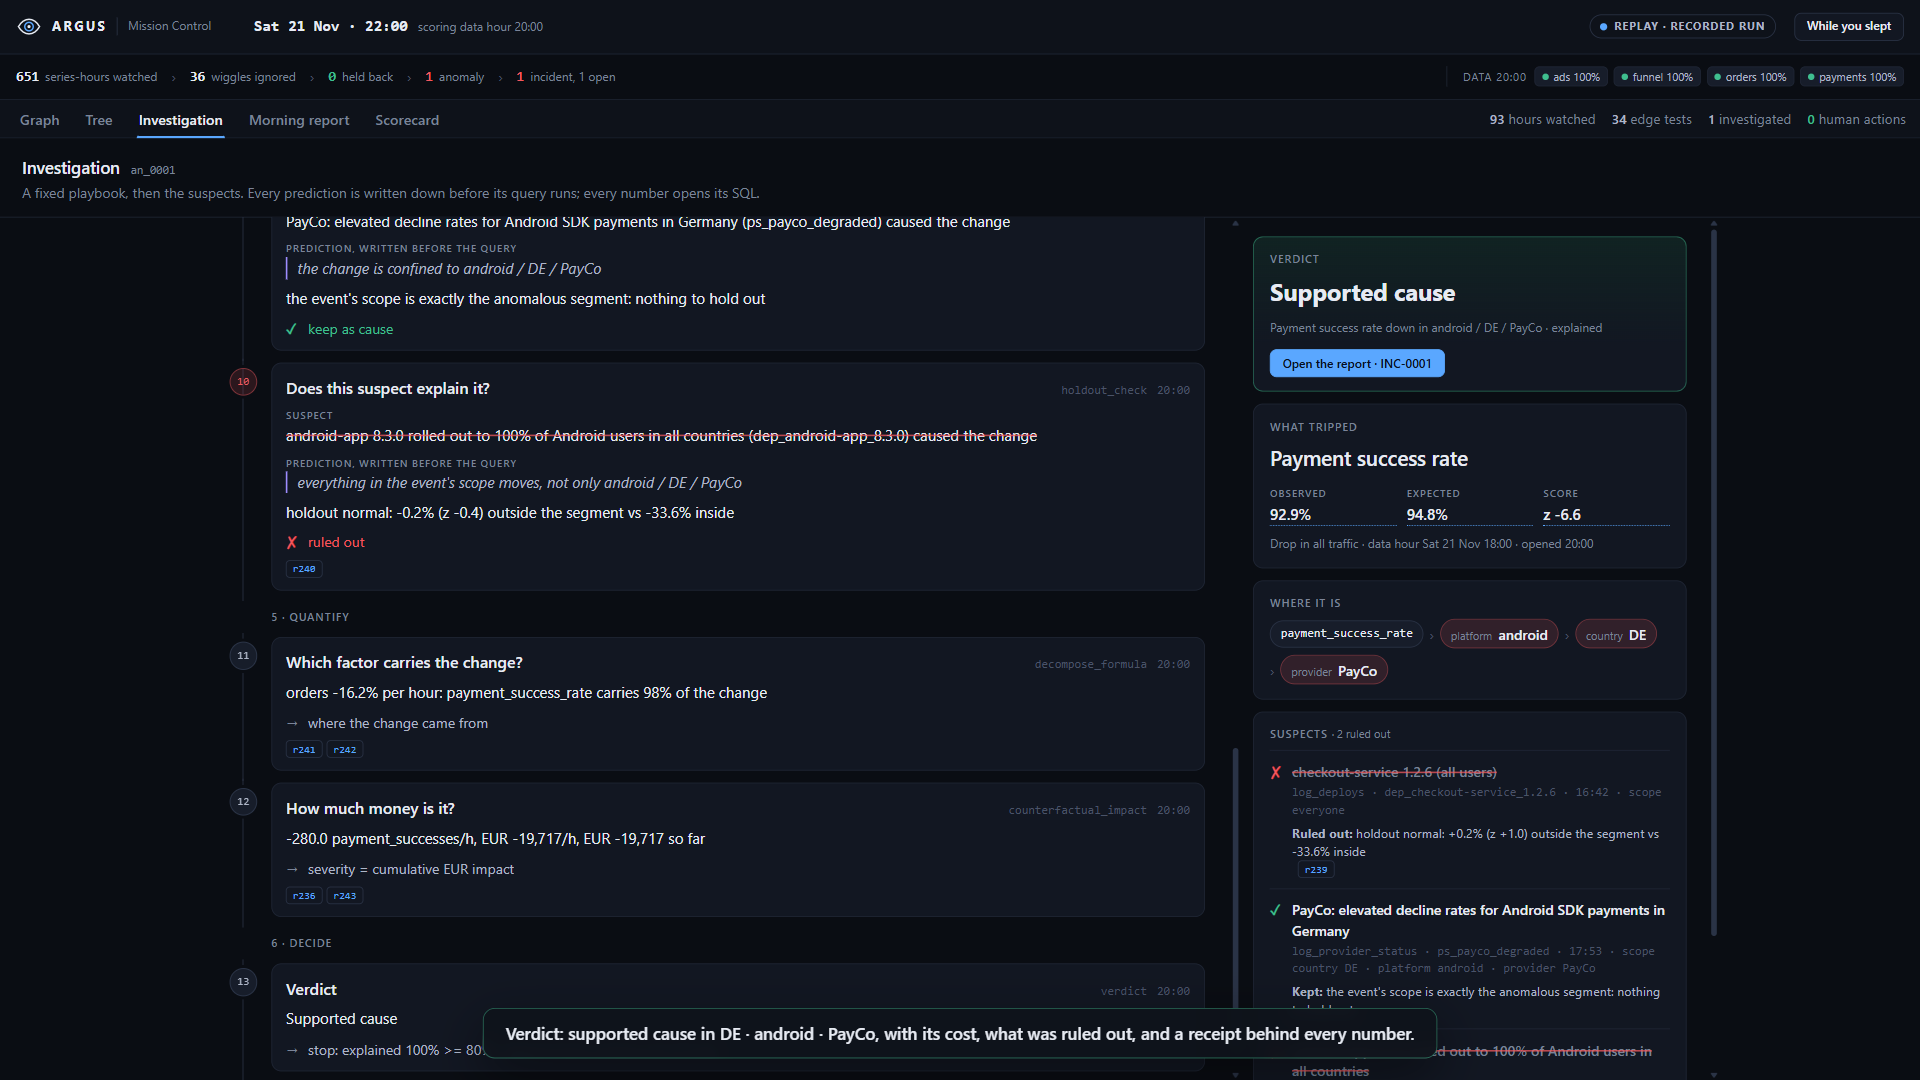 ARGUS Mission Control Sat 21 Nov · 22:00 scoring data hour 20:00 REPLAY · RECORDED RUN While you slept
651 series-hours watched › 36 wiggles ignored › 0 held back › 1 anomaly › 1 incident, 1 open DATA 20:00 ads 100% funnel 100% orders 100% payments 100%
Graph Tree Investigation Morning report Scorecard 93 hours watched 34 edge tests 1 investigated 0 human actions
Investigation an_0001
A fixed playbook, then the suspects. Every prediction is written down before its query runs; every number opens its SQL.
PayCo: elevated decline rates for Android SDK payments in Germany (ps_payco_degraded) caused the change
PREDICTION, WRITTEN BEFORE THE QUERY
the change is confined to android / DE / PayCo
the event's scope is exactly the anomalous segment: nothing to hold out
✓ keep as cause
10 Does this suspect explain it? holdout_check 20:00
SUSPECT
android-app 8.3.0 rolled out to 100% of Android users in all countries (dep_android-app_8.3.0) caused the change
PREDICTION, WRITTEN BEFORE THE QUERY
everything in the event's scope moves, not only android / DE / PayCo
holdout normal: -0.2% (z -0.4) outside the segment vs -33.6% inside
✗ ruled out
r240
5 · QUANTIFY
11 Which factor carries the change? decompose_formula 20:00
orders -16.2% per hour: payment_success_rate carries 98% of the change
→ where the change came from
r241 r242
12 How much money is it? counterfactual_impact 20:00
-280.0 payment_successes/h, EUR -19,717/h, EUR -19,717 so far
→ severity = cumulative EUR impact
r236 r243
6 · DECIDE
13 Verdict verdict 20:00
Supported cause
→ stop: explained 100% >= 80
VERDICT
Supported cause
Payment success rate down in android / DE / PayCo · explained
Open the report · INC-0001
WHAT TRIPPED
Payment success rate
OBSERVED EXPECTED SCORE
92.9% 94.8% z -6.6
Drop in all traffic · data hour Sat 21 Nov 18:00 · opened 20:00
WHERE IT IS
payment_success_rate › platform android › country DE
› provider PayCo
SUSPECTS · 2 ruled out
✗ checkout-service 1.2.6 (all users)
log_deploys · dep_checkout-service_1.2.6 · 16:42 · scope
everyone
Ruled out: holdout normal: +0.2% (z +1.0) outside the segment vs
-33.6% inside
r239
✓ PayCo: elevated decline rates for Android SDK payments in
Germany
log_provider_status · ps_payco_degraded · 17:53 · scope
country DE · platform android · provider PayCo
Kept: the event's scope is exactly the anomalous segment: nothing
out to 100% of Android users in
all countries
Verdict: supported cause in DE · android · PayCo, with its cost, what was ruled out, and a receipt behind every number.